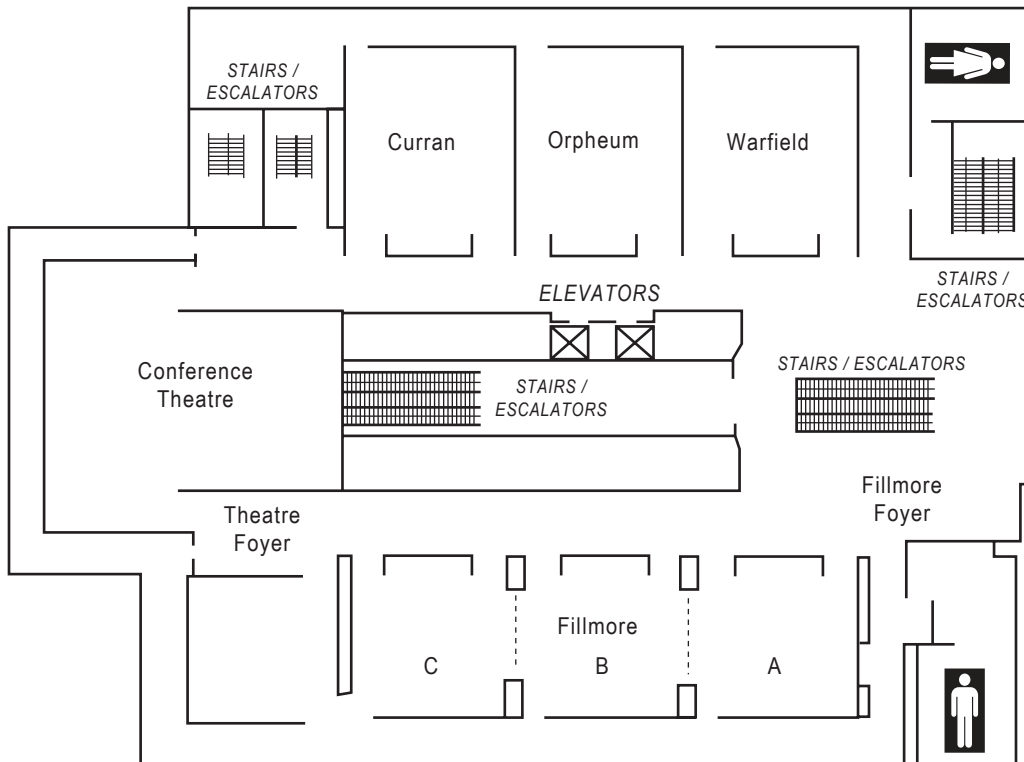 STAIRS /
ESCALATORS
Curran
Orpheum
Warfield
STAIRS /
ESCALATORS
ELEVATORS
Conference
Theatre
STAIRS /
ESCALATORS
STAIRS / ESCALATORS
Theatre
Foyer
Fillmore
Foyer
Fillmore
C
B
A